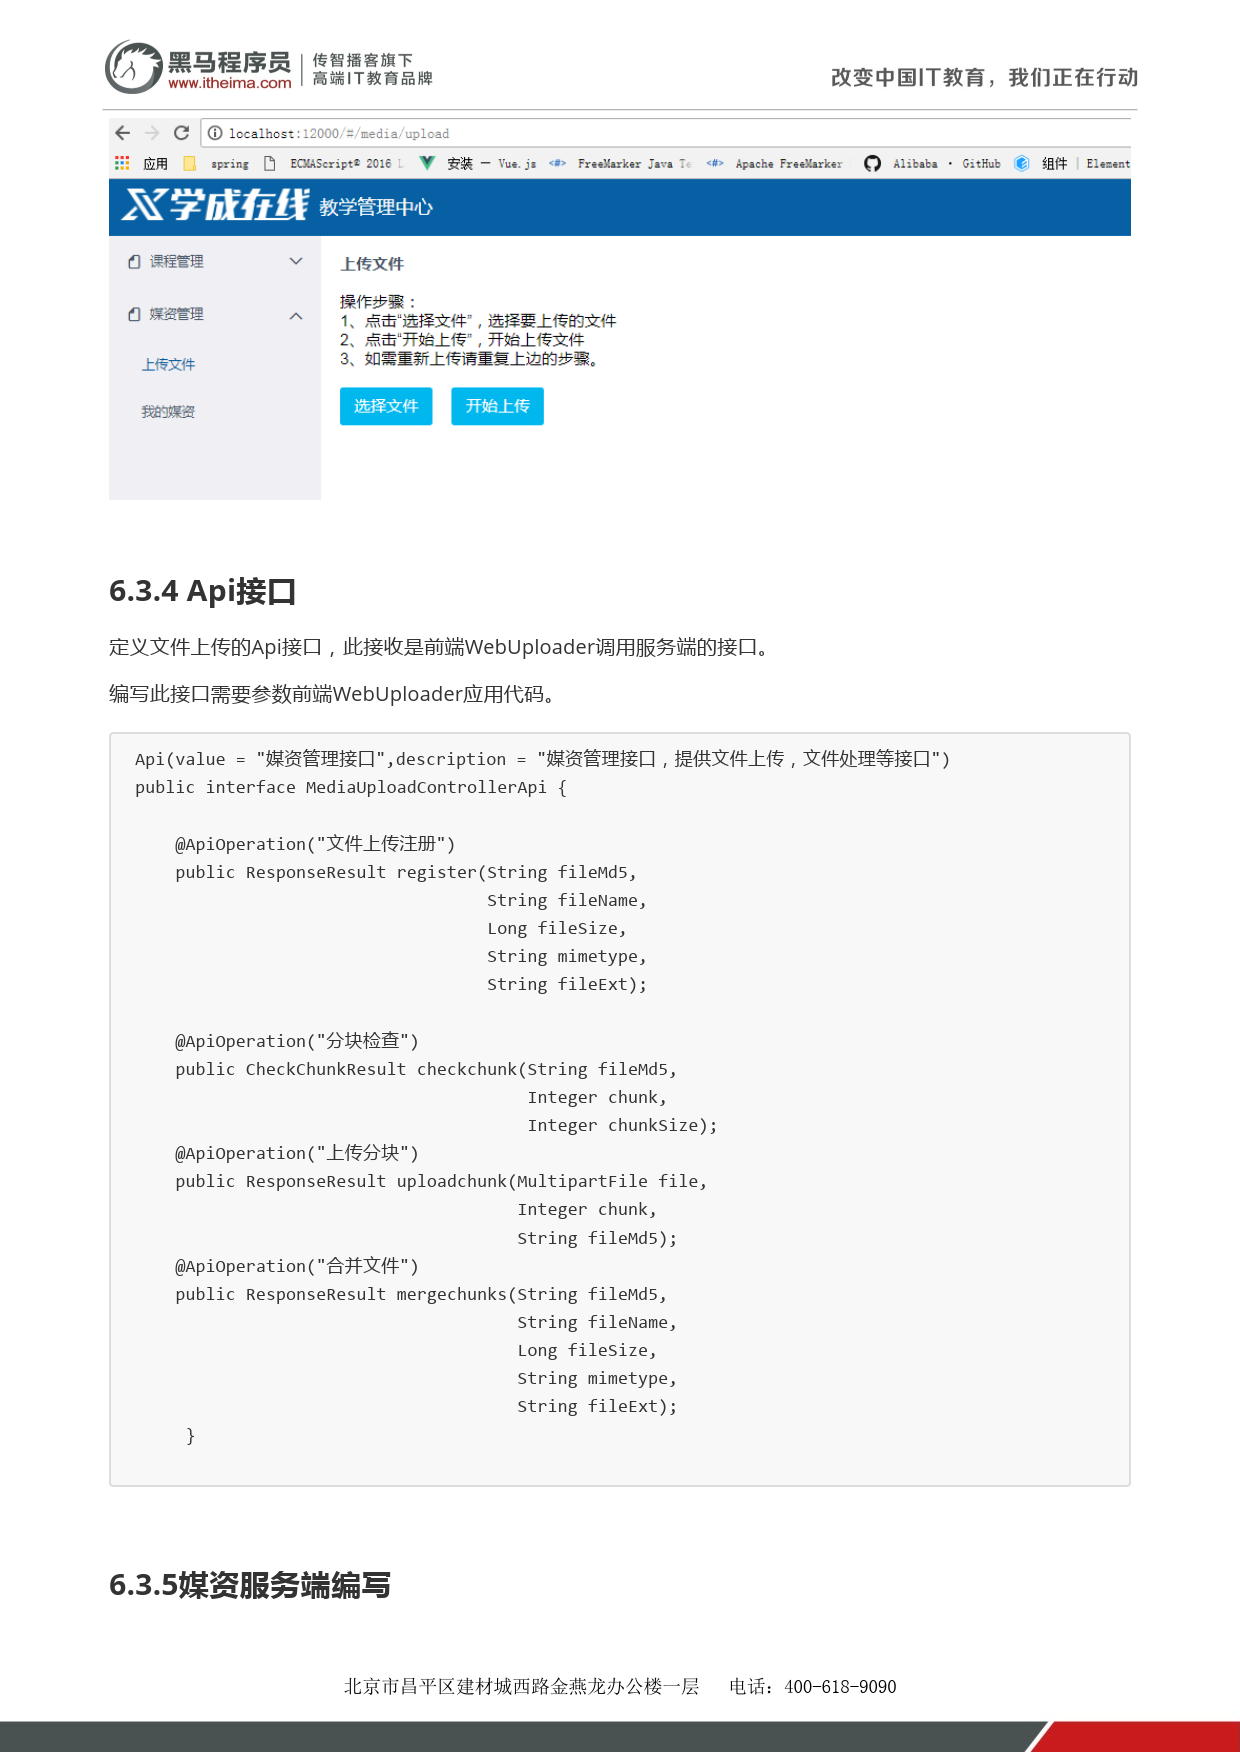 黑马程序员
www.itheima.com
传智播客旗下
高端IT教育品牌
改变中国IT教育，我们正在行动
localhost:12000/#/media/upload
应用 spring ECMAScript® 2016 L 安装 — Vue.js <#> FreeMarker Java Te <#> Apache FreeMarker Alibaba · GitHub 组件 | Element
学成在线 教学管理中心
课程管理
媒资管理
上传文件
我的媒资
上传文件
操作步骤：
1、点击“选择文件”，选择要上传的文件
2、点击“开始上传”，开始上传文件
3、如需重新上传请重复上边的步骤。
选择文件 开始上传
6.3.4 Api接口
定义文件上传的Api接口，此接收是前端WebUploader调用服务端的接口。
编写此接口需要参数前端WebUploader应用代码。
Api(value = "媒资管理接口",description = "媒资管理接口，提供文件上传，文件处理等接口")
public interface MediaUploadControllerApi {
@ApiOperation("文件上传注册")
public ResponseResult register(String fileMd5,
String fileName,
Long fileSize,
String mimetype,
String fileExt);
@ApiOperation("分块检查")
public CheckChunkResult checkchunk(String fileMd5,
Integer chunk,
Integer chunkSize);
@ApiOperation("上传分块")
public ResponseResult uploadchunk(MultipartFile file,
Integer chunk,
String fileMd5);
@ApiOperation("合并文件")
public ResponseResult mergechunks(String fileMd5,
String fileName,
Long fileSize,
String mimetype,
String fileExt);
}
6.3.5媒资服务端编写
北京市昌平区建材城西路金燕龙办公楼一层 电话：400-618-9090